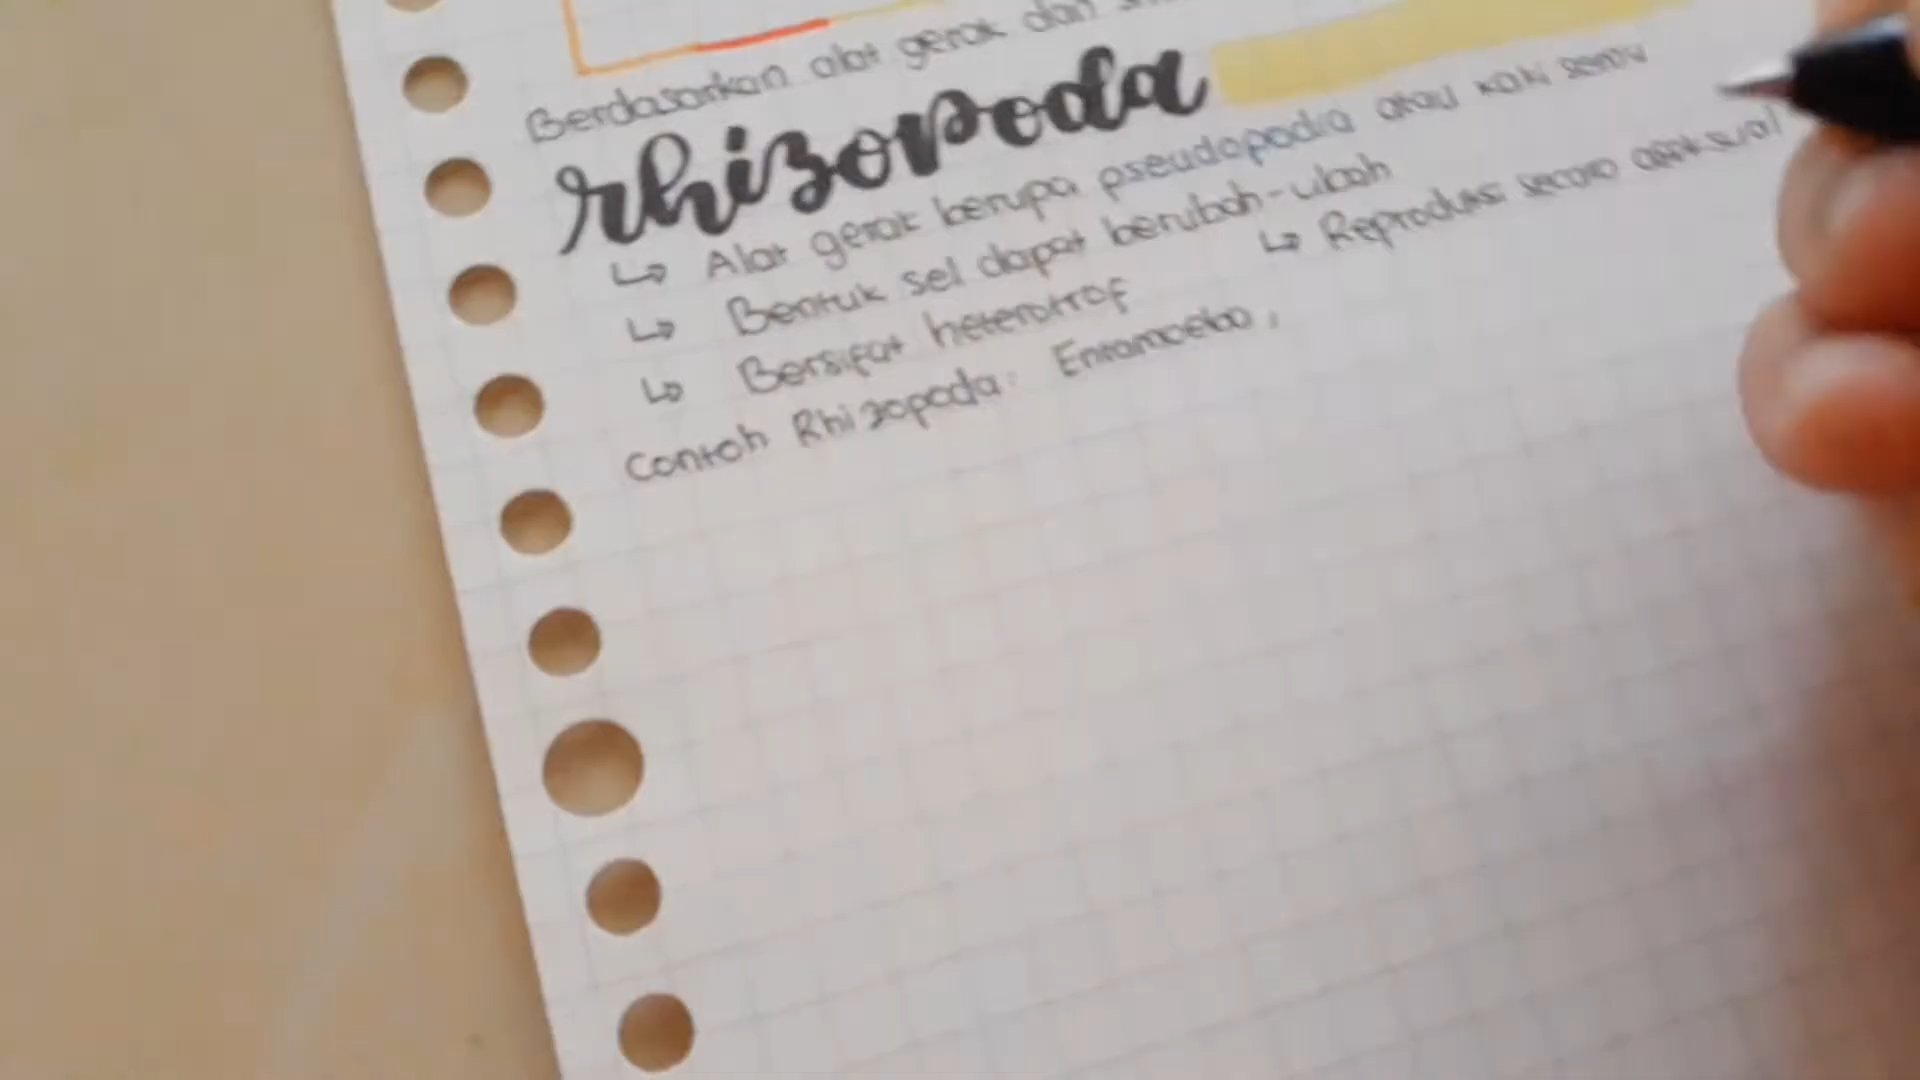 Berdasarkan alat gerak dan
rhizopoda
↳ Alat gerak berupa pseudopodia atau kaki semu
↳ Bentuk sel dapat berubah-ubah
↳ Bersifat heterotrof
↳ Reproduksi secara aseksual
Contoh Rhizopoda: Entamoeba,